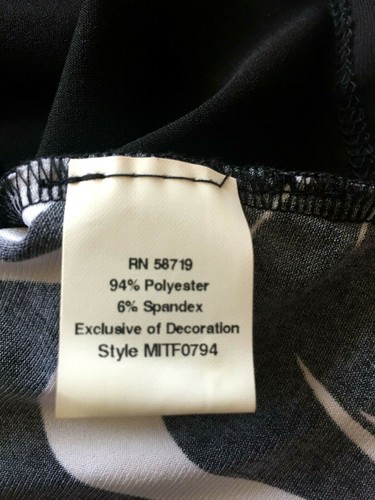 RN 58719
94% Polyester
6% Spandex
Exclusive of Decoration
Style MITF0794